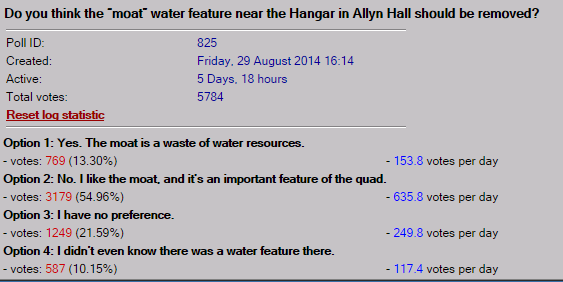 Do you think the "moat" water feature near the Hangar in Allyn Hall should be removed?
Poll ID: 825
Created: Friday, 29 August 2014 16:14
Active: 5 Days, 18 hours
Total votes: 5784
Reset log statistic
Option 1: Yes. The moat is a waste of water resources.
- votes: 769 (13.30%) - 153.8 votes per day
Option 2: No. I like the moat, and it's an important feature of the quad.
- votes: 3179 (54.96%) - 635.8 votes per day
Option 3: I have no preference.
- votes: 1249 (21.59%) - 249.8 votes per day
Option 4: I didn't even know there was a water feature there.
- votes: 587 (10.15%) - 117.4 votes per day